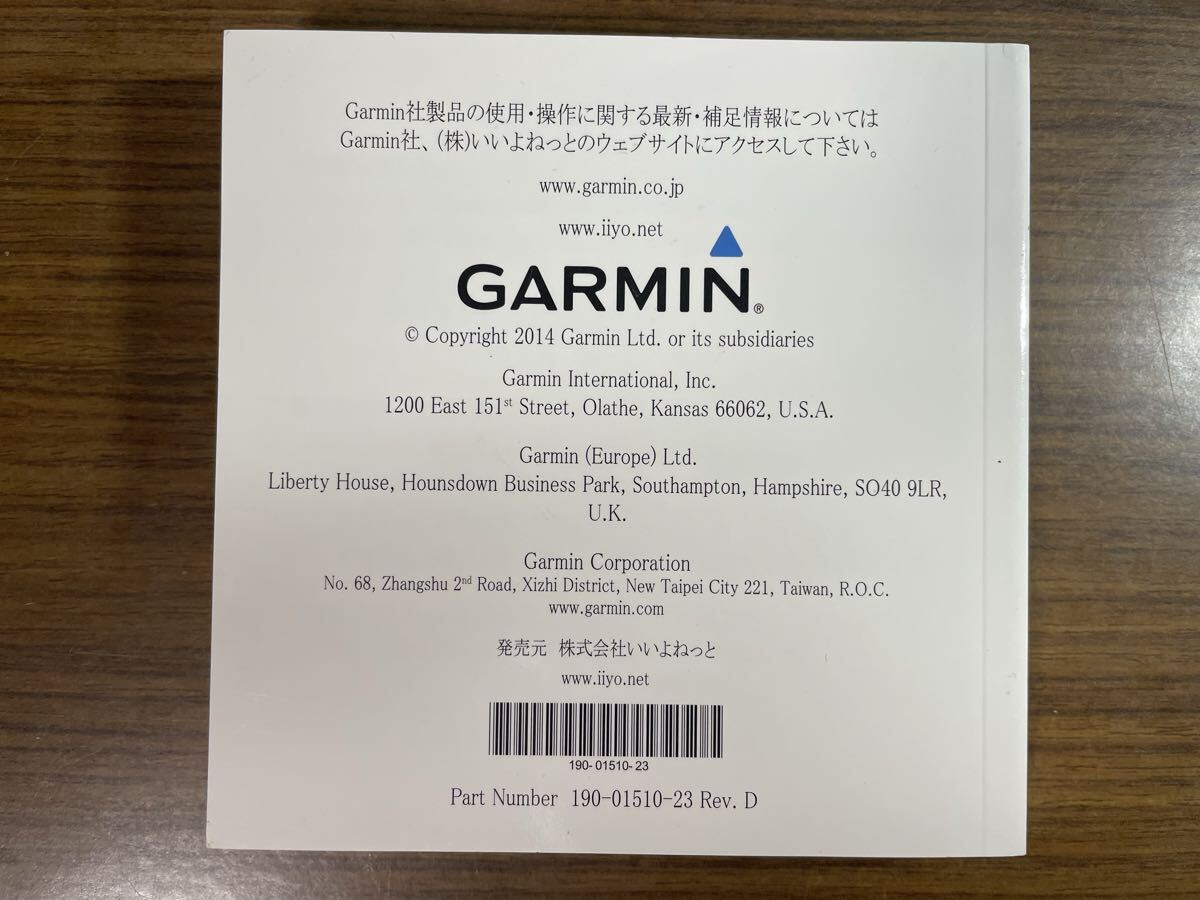 Garmin社製品の使用・操作に関する最新・補足情報については
Garmin社、(株)いいよねっとのウェブサイトにアクセスして下さい。
www.garmin.co.jp
www.iiyo.net
GARMIN®
© Copyright 2014 Garmin Ltd. or its subsidiaries
Garmin International, Inc.
1200 East 151st Street, Olathe, Kansas 66062, U.S.A.
Garmin (Europe) Ltd.
Liberty House, Hounsdown Business Park, Southampton, Hampshire, SO40 9LR,
U.K.
Garmin Corporation
No. 68, Zhangshu 2nd Road, Xizhi District, New Taipei City 221, Taiwan, R.O.C.
www.garmin.com
発売元 株式会社いいよねっと
www.iiyo.net
190-01510-23
Part Number 190-01510-23 Rev. D